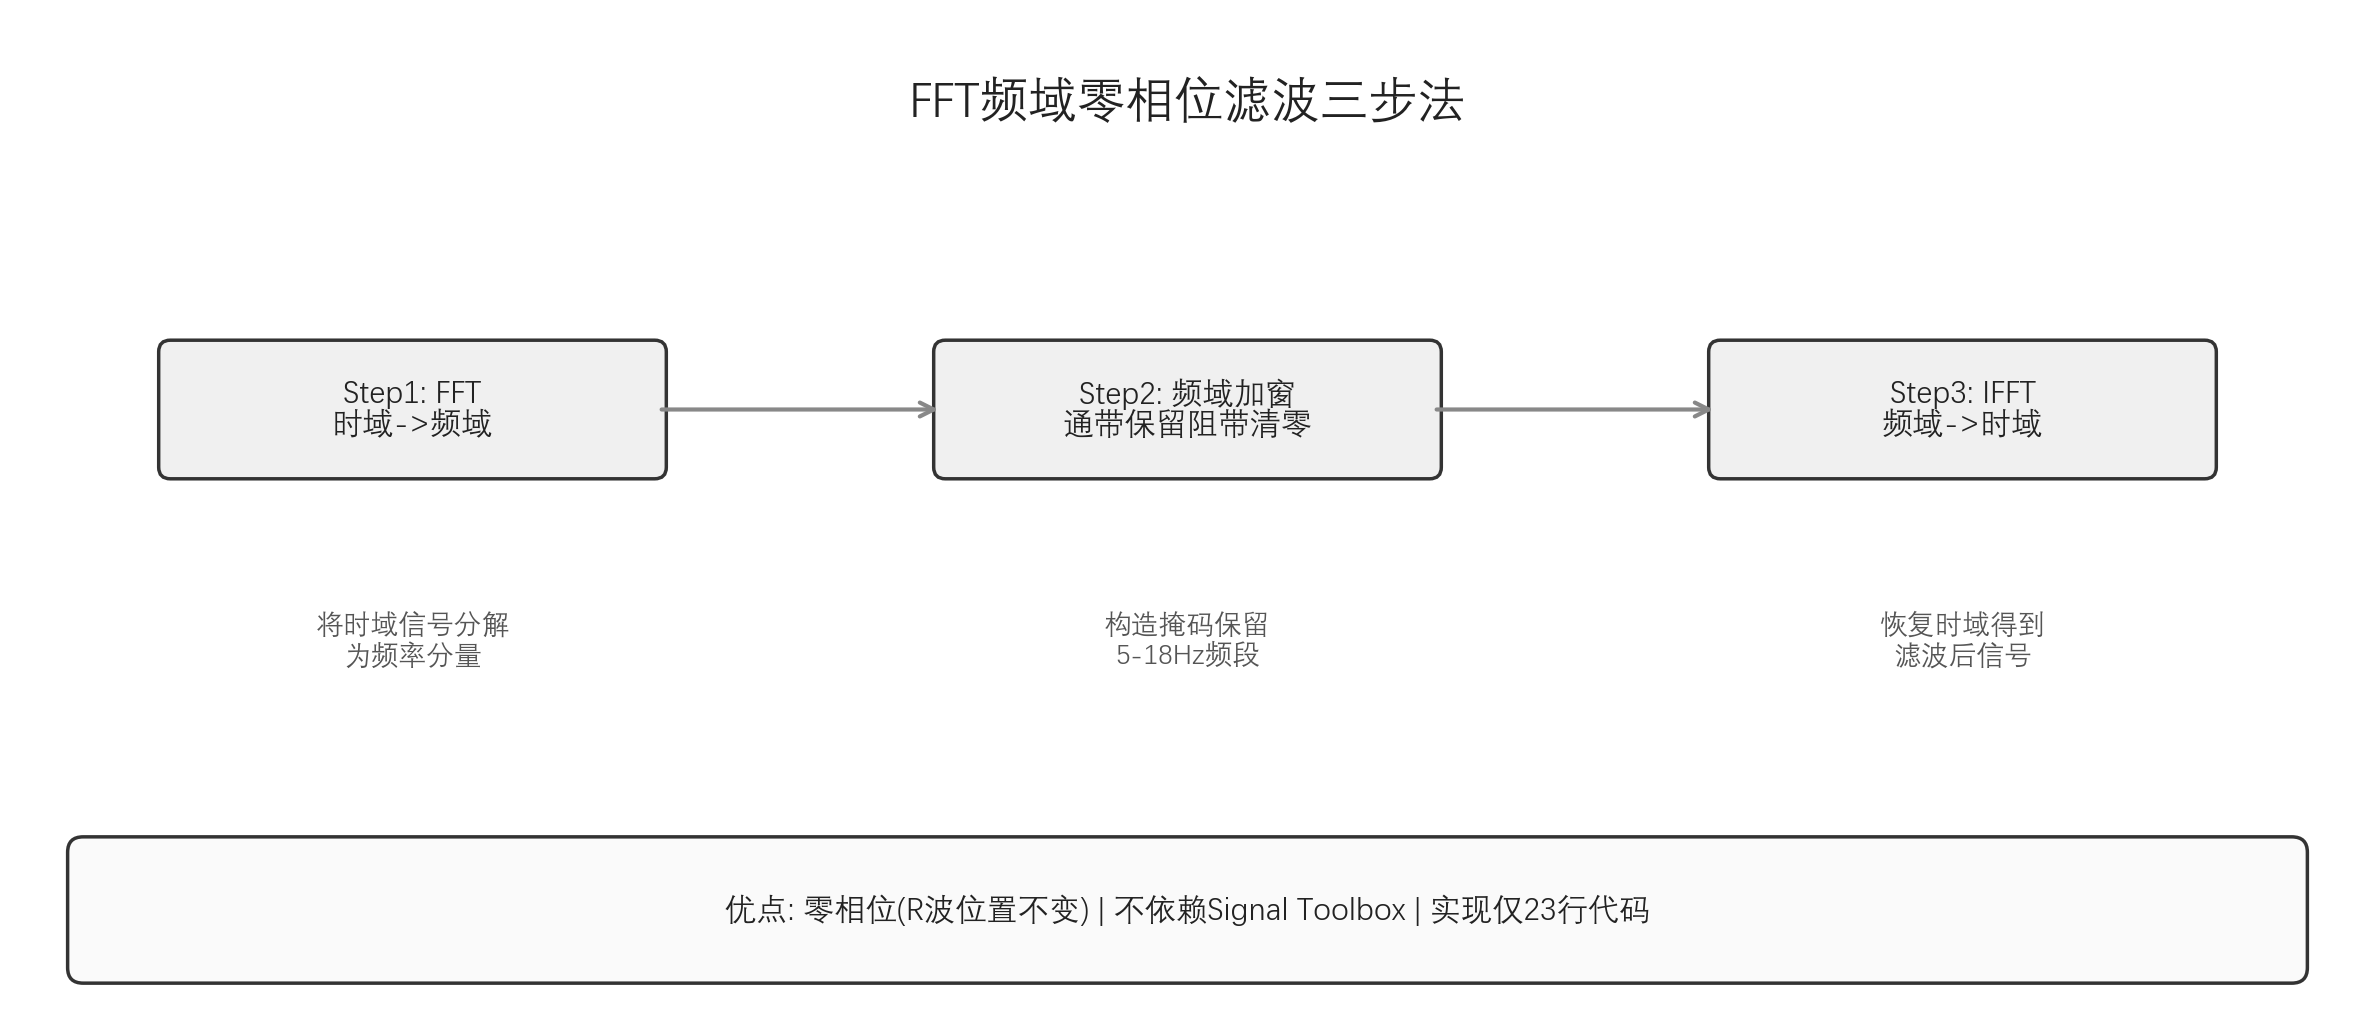 FFT频域零相位滤波三步法
Step1: FFT
时域->频域
Step2: 频域加窗
通带保留阻带清零
Step3: IFFT
频域->时域
将时域信号分解
为频率分量
构造掩码保留
5-18Hz频段
恢复时域得到
滤波后信号
优点: 零相位(R波位置不变) | 不依赖Signal Toolbox | 实现仅23行代码